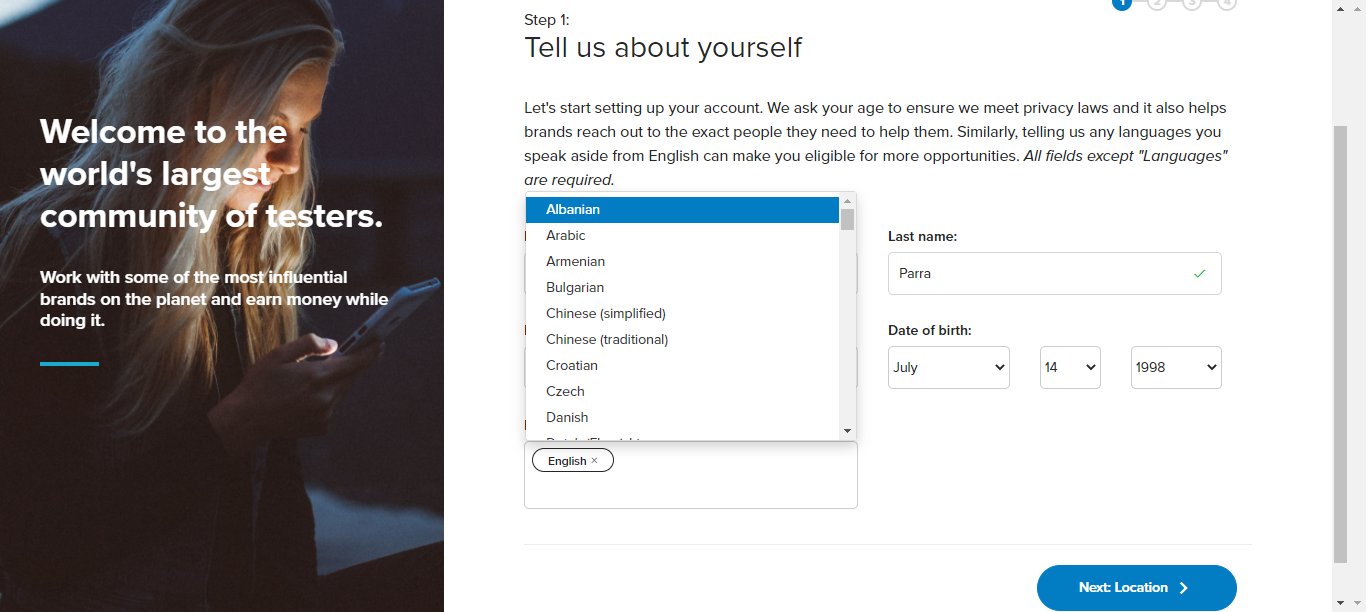 Welcome to the
world's largest
community of testers.
Work with some of the most influential
brands on the planet and earn money while
doing it.
1 2 3 4
Step 1:
Tell us about yourself
Let's start setting up your account. We ask your age to ensure we meet privacy laws and it also helps
brands reach out to the exact people they need to help them. Similarly, telling us any languages you
speak aside from English can make you eligible for more opportunities. All fields except "Languages"
are required.
Albanian
Arabic
Armenian
Bulgarian
Chinese (simplified)
Chinese (traditional)
Croatian
Czech
Danish
English ×
Last name:
Parra
Date of birth:
July 14 1998
Next: Location